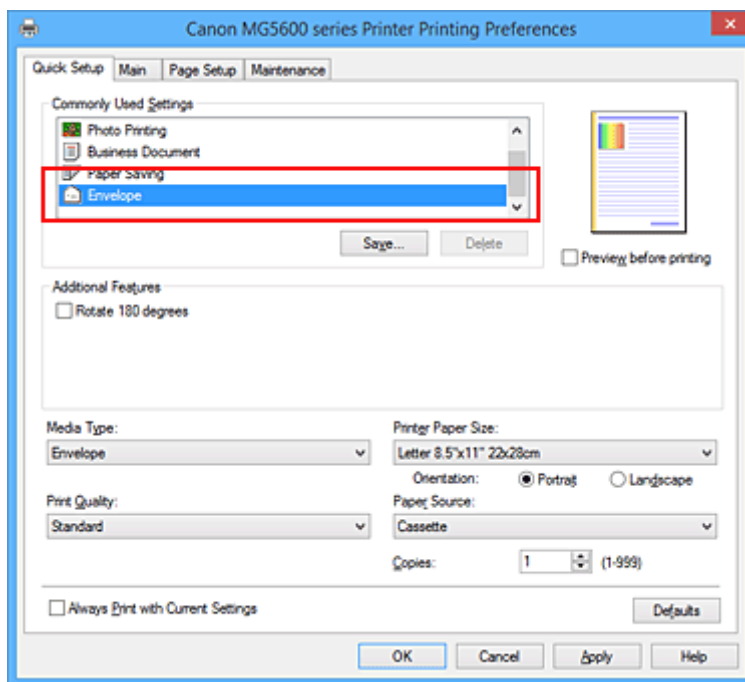 Canon MG5600 series Printer Printing Preferences
Quick Setup Main Page Setup Maintenance
Commonly Used Settings
Photo Printing
Business Document
Paper Saving
Envelope
Save... Delete
Preview before printing
Additional Features
Rotate 180 degrees
Media Type:
Envelope
Printer Paper Size:
Letter 8.5"x11" 22x28cm
Orientation: Portrait Landscape
Print Quality:
Standard
Paper Source:
Cassette
Copies: 1 (1-999)
Always Print with Current Settings
Defaults
OK Cancel Apply Help